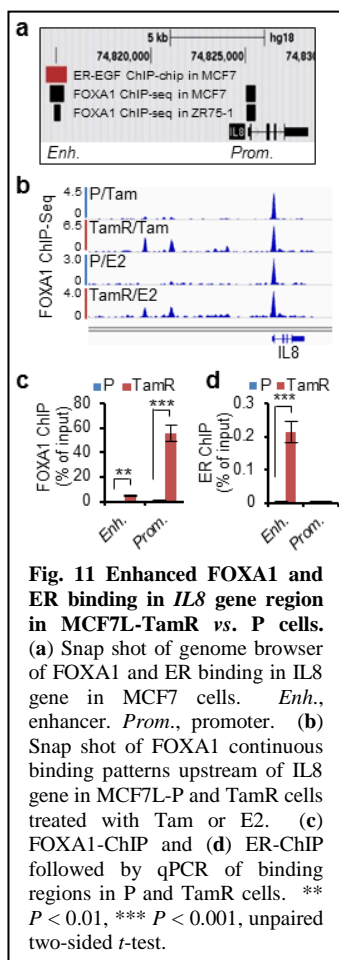 a
5 kb
hg18
74,820,000
74,825,000
74,830
ER-EGF ChIP-chip in MCF7
FOXA1 ChIP-seq in MCF7
FOXA1 ChIP-seq in ZR75-1
IL8
Enh.
Prom.
b
FOXA1 ChIP-Seq
4.5
0
P/Tam
6.5
0
TamR/Tam
3.0
0
P/E2
4.0
0
TamR/E2
IL8
c
P TamR
FOXA1 ChIP
(% of input)
80
60
40
20
0
**
***
Enh.
Prom.
d
P TamR
ER ChIP
(% of input)
0.3
0.2
0.1
0
***
Enh.
Prom.
Fig. 11 Enhanced FOXA1 and
ER binding in IL8 gene region
in MCF7L-TamR vs. P cells.
(a) Snap shot of genome browser
of FOXA1 and ER binding in IL8
gene in MCF7 cells. Enh.,
enhancer. Prom., promoter. (b)
Snap shot of FOXA1 continuous
binding patterns upstream of IL8
gene in MCF7L-P and TamR cells
treated with Tam or E2. (c)
FOXA1-ChIP and (d) ER-ChIP
followed by qPCR of binding
regions in P and TamR cells. **
P < 0.01, *** P < 0.001, unpaired
two-sided t-test.